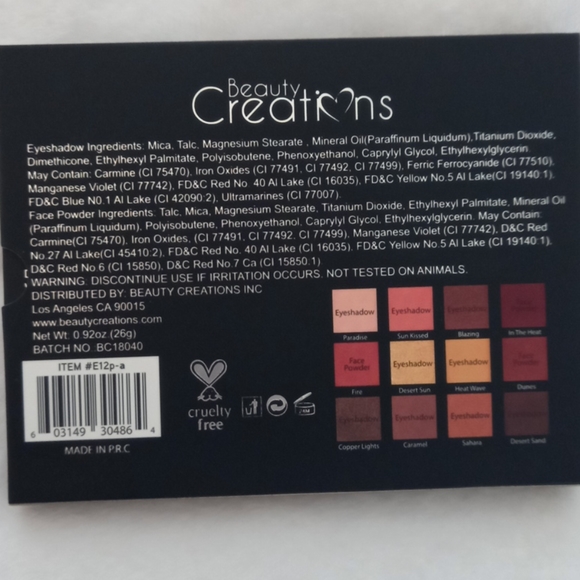 Beauty
Creations
Eyeshadow Ingredients: Mica, Talc, Magnesium Stearate , Mineral Oil(Paraffinum Liquidum),Titanium Dioxide,
Dimethicone, Ethylhexyl Palmitate, Polyisobutene, Phenoxyethanol, Caprylyl Glycol, Ethylhexylglycerin.
May Contain: Carmine (CI 75470), Iron Oxides (CI 77491, CI 77492, CI 77499), Ferric Ferrocyanide (CI 77510),
Manganese Violet (CI 77742), FD&C Red No. 40 Al Lake (CI 16035), FD&C Yellow No.5 Al Lake (CI 19140:1),
FD&C Blue N0.1 Al Lake (CI 42090:2), Ultramarines (CI 77007).
Face Powder Ingredients: Talc, Mica, Magnesium Stearate, Titanium Dioxide, Ethylhexyl Palmitate, Mineral Oil
(Paraffinum Liquidum), Polyisobutene, Phenoxyethanol, Caprylyl Glycol, Ethylhexylglycerin. May Contain:
Carmine(CI 75470), Iron Oxides, (CI 77491, CI 77492, CI 77499), Manganese Violet (CI 77742), D&C Red
No.27 Al Lake(CI 45410:2), FD&C Red No. 40 Al Lake (CI 16035), FD&C Yellow No.5 Al Lake (CI 19140:1),
D&C Red No.6 (CI 15850), D&C Red No.7 Ca (CI 15850:1)
WARNING. DISCONTINUE USE IF IRRITATION OCCURS. NOT TESTED ON ANIMALS.
DISTRIBUTED BY: BEAUTY CREATIONS INC
Los Angeles CA 90015
www.beautycreations.com
Net Wt. 0.92oz (26g)
BATCH NO :BC18040
ITEM #E12p-a
6 03149 30486 4
MADE IN P.R.C
cruelty
free
Eyeshadow Eyeshadow Eyeshadow
Paradise Sun Kissed Blazing In The Heat
Face Powder Eyeshadow Eyeshadow Face Powder
Fire Desert Sun Heat Wave Dunes
Eyeshadow Eyeshadow Eyeshadow Eyeshadow
Copper Lights Caramel Sahara Desert Sand